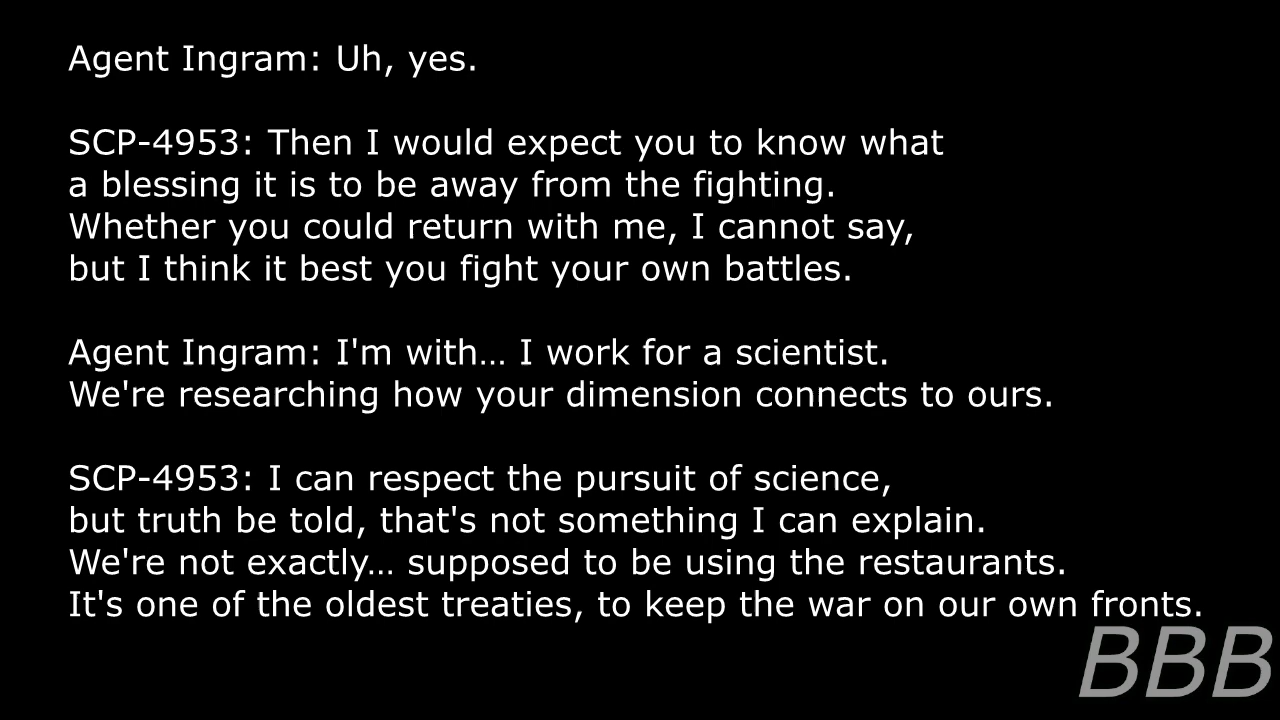 Agent Ingram: Uh, yes.
SCP-4953: Then I would expect you to know what
a blessing it is to be away from the fighting.
Whether you could return with me, I cannot say,
but I think it best you fight your own battles.
Agent Ingram: I'm with… I work for a scientist.
We're researching how your dimension connects to ours.
SCP-4953: I can respect the pursuit of science,
but truth be told, that's not something I can explain.
We're not exactly… supposed to be using the restaurants.
It's one of the oldest treaties, to keep the war on our own fronts.
BBB